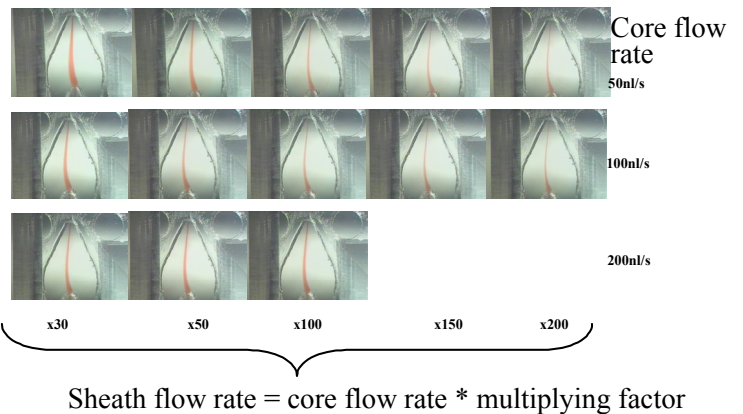 Core flow
rate
50nl/s
100nl/s
200nl/s
x30 x50 x100 x150 x200
Sheath flow rate = core flow rate * multiplying factor